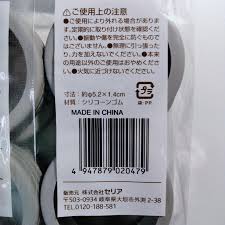 ご使用上の注意
●使用により外れる場合があります。
定期的に取り付け状態を確認ください。
●振動や傷を完全に防ぐものではございません。
●無理に引っ張ったり、力を加えないでください。
●本来の用途以外のご使用はおやめください。
●火気に近づけないでください。
プラ
袋・PP
寸法：約φ5.2×1.4cm
材質：シリコーンゴム
MADE IN CHINA
4 947879 020479
販売元 株式会社セリア
〒503-0934 岐阜県大垣市外渕 2-38
TEL.0120-188-581